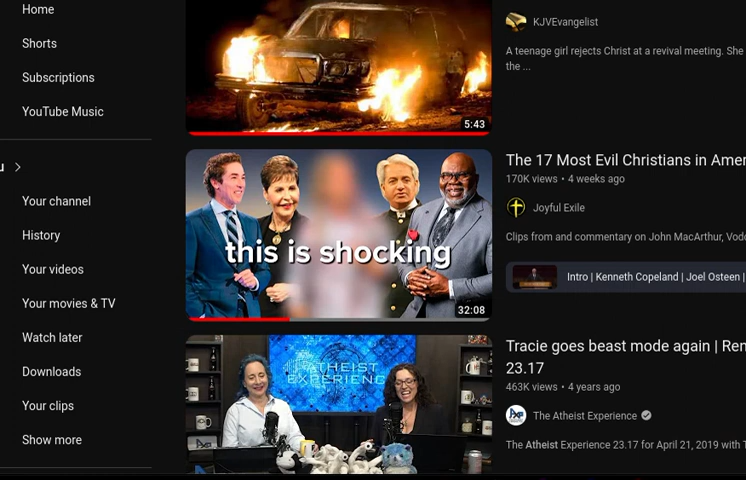 Home
Shorts
Subscriptions
YouTube Music
Your channel
History
Your videos
Your movies & TV
Watch later
Downloads
Your clips
Show more
5:43
KJVEvangelist
A teenage girl rejects Christ at a revival meeting. She
the ...
this is shocking
32:08
The 17 Most Evil Christians in Amer
170K views • 4 weeks ago
Joyful Exile
Clips from and commentary on John MacArthur, Vodd
Intro | Kenneth Copeland | Joel Osteen |
ATHEIST
EXPERIENC
Tracie goes beast mode again | Ren
23.17
463K views • 4 years ago
The Atheist Experience
The Atheist Experience 23.17 for April 21, 2019 with T